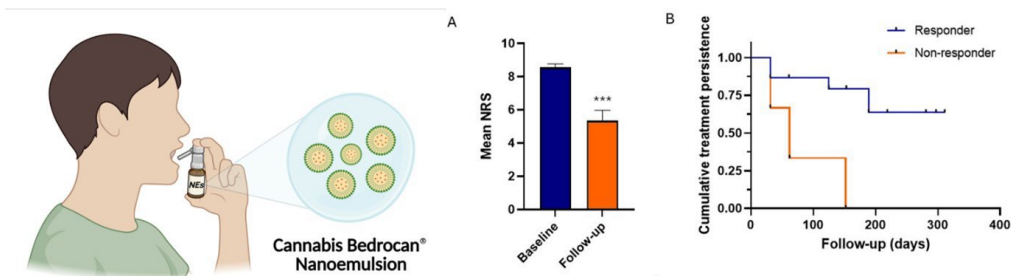 NEs
Cannabis Bedrocan®
Nanoemulsion
A
Mean NRS
10
8
6
4
2
0
***
Baseline
Follow-up
B
Responder
Non-responder
Cumulative treatment persistence
1.00
0.75
0.50
0.25
0.00
0
100
200
300
400
Follow-up (days)